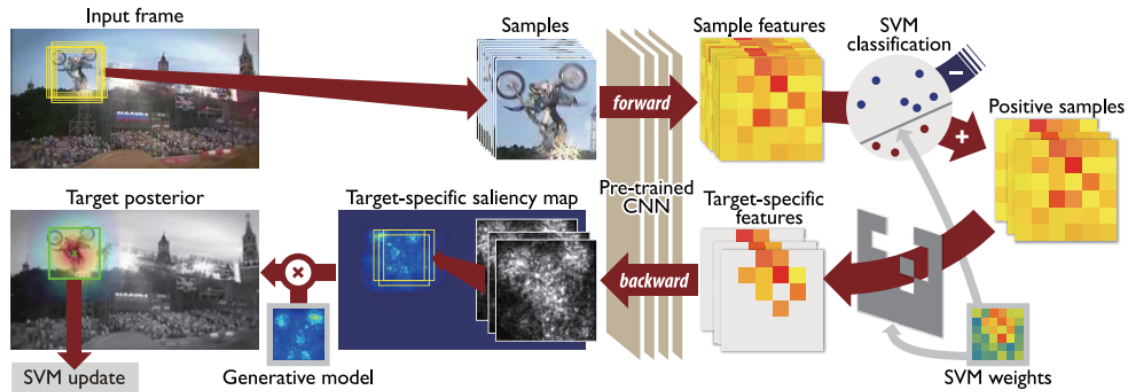 Input frame
Samples
Sample features
SVM
classification
forward
−
+
Positive samples
Pre-trained
CNN
Target posterior
Target-specific saliency map
Target-specific
features
backward
×
SVM update
Generative model
SVM weights